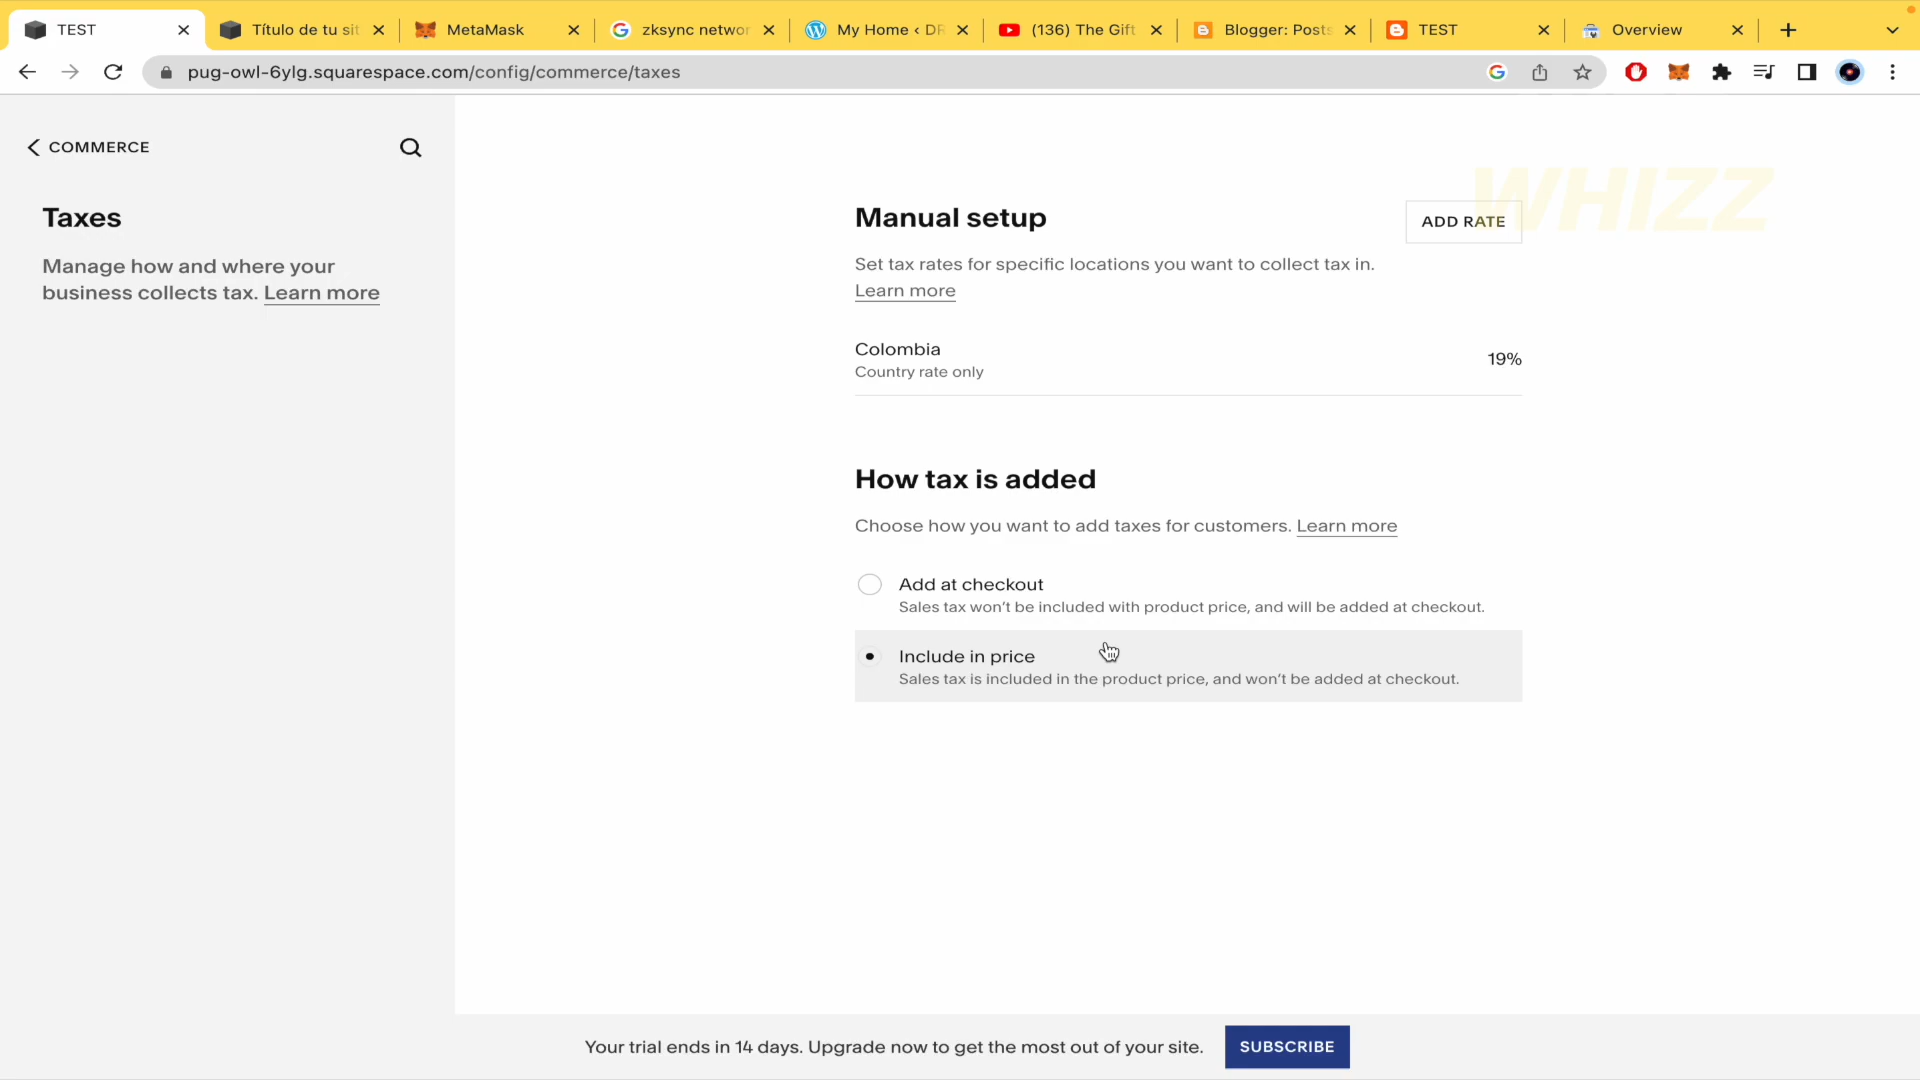 TEST
Título de tu sit
MetaMask
zksync networ
My Home ‹ DR
(136) The Gift
Blogger: Posts
TEST
Overview
pug-owl-6ylg.squarespace.com/config/commerce/taxes
COMMERCE
Taxes
Manage how and where your
business collects tax. Learn more
WHIZZ
Manual setup
ADD RATE
Set tax rates for specific locations you want to collect tax in.
Learn more
Colombia
19%
Country rate only
How tax is added
Choose how you want to add taxes for customers. Learn more
Add at checkout
Sales tax won't be included with product price, and will be added at checkout.
Include in price
Sales tax is included in the product price, and won't be added at checkout.
Your trial ends in 14 days. Upgrade now to get the most out of your site.
SUBSCRIBE